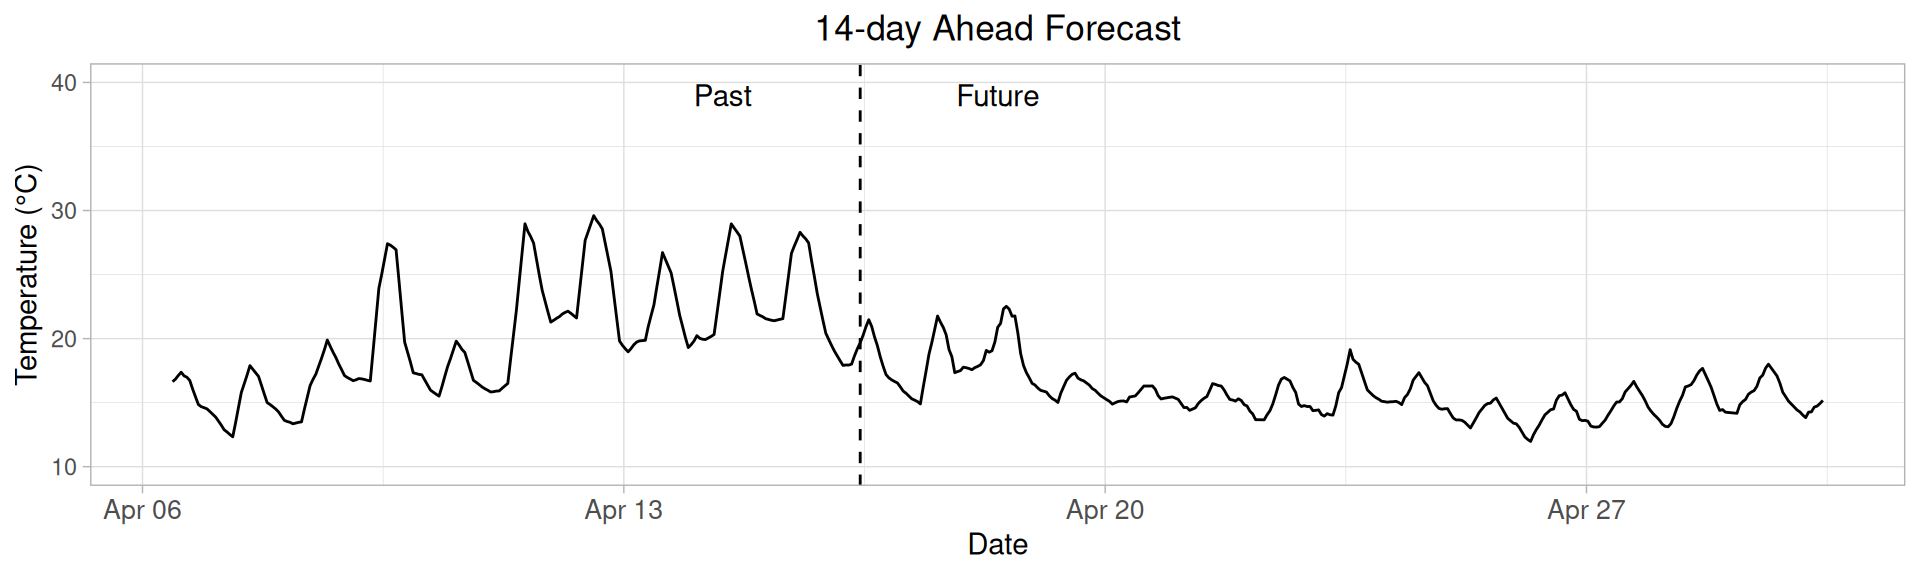 14-day Ahead Forecast
Past
Future
40
30
20
10
Temperature (°C)
Apr 06
Apr 13
Apr 20
Apr 27
Date